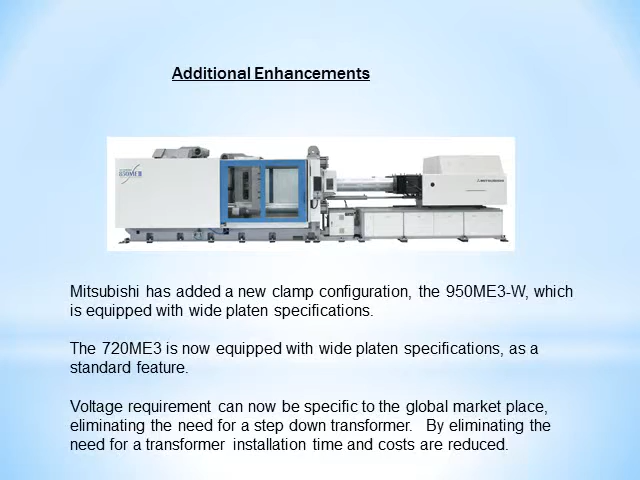 Additional Enhancements
850MEIII
MITSUBISHI
Mitsubishi has added a new clamp configuration, the 950ME3-W, which
is equipped with wide platen specifications.
The 720ME3 is now equipped with wide platen specifications, as a
standard feature.
Voltage requirement can now be specific to the global market place,
eliminating the need for a step down transformer. By eliminating the
need for a transformer installation time and costs are reduced.